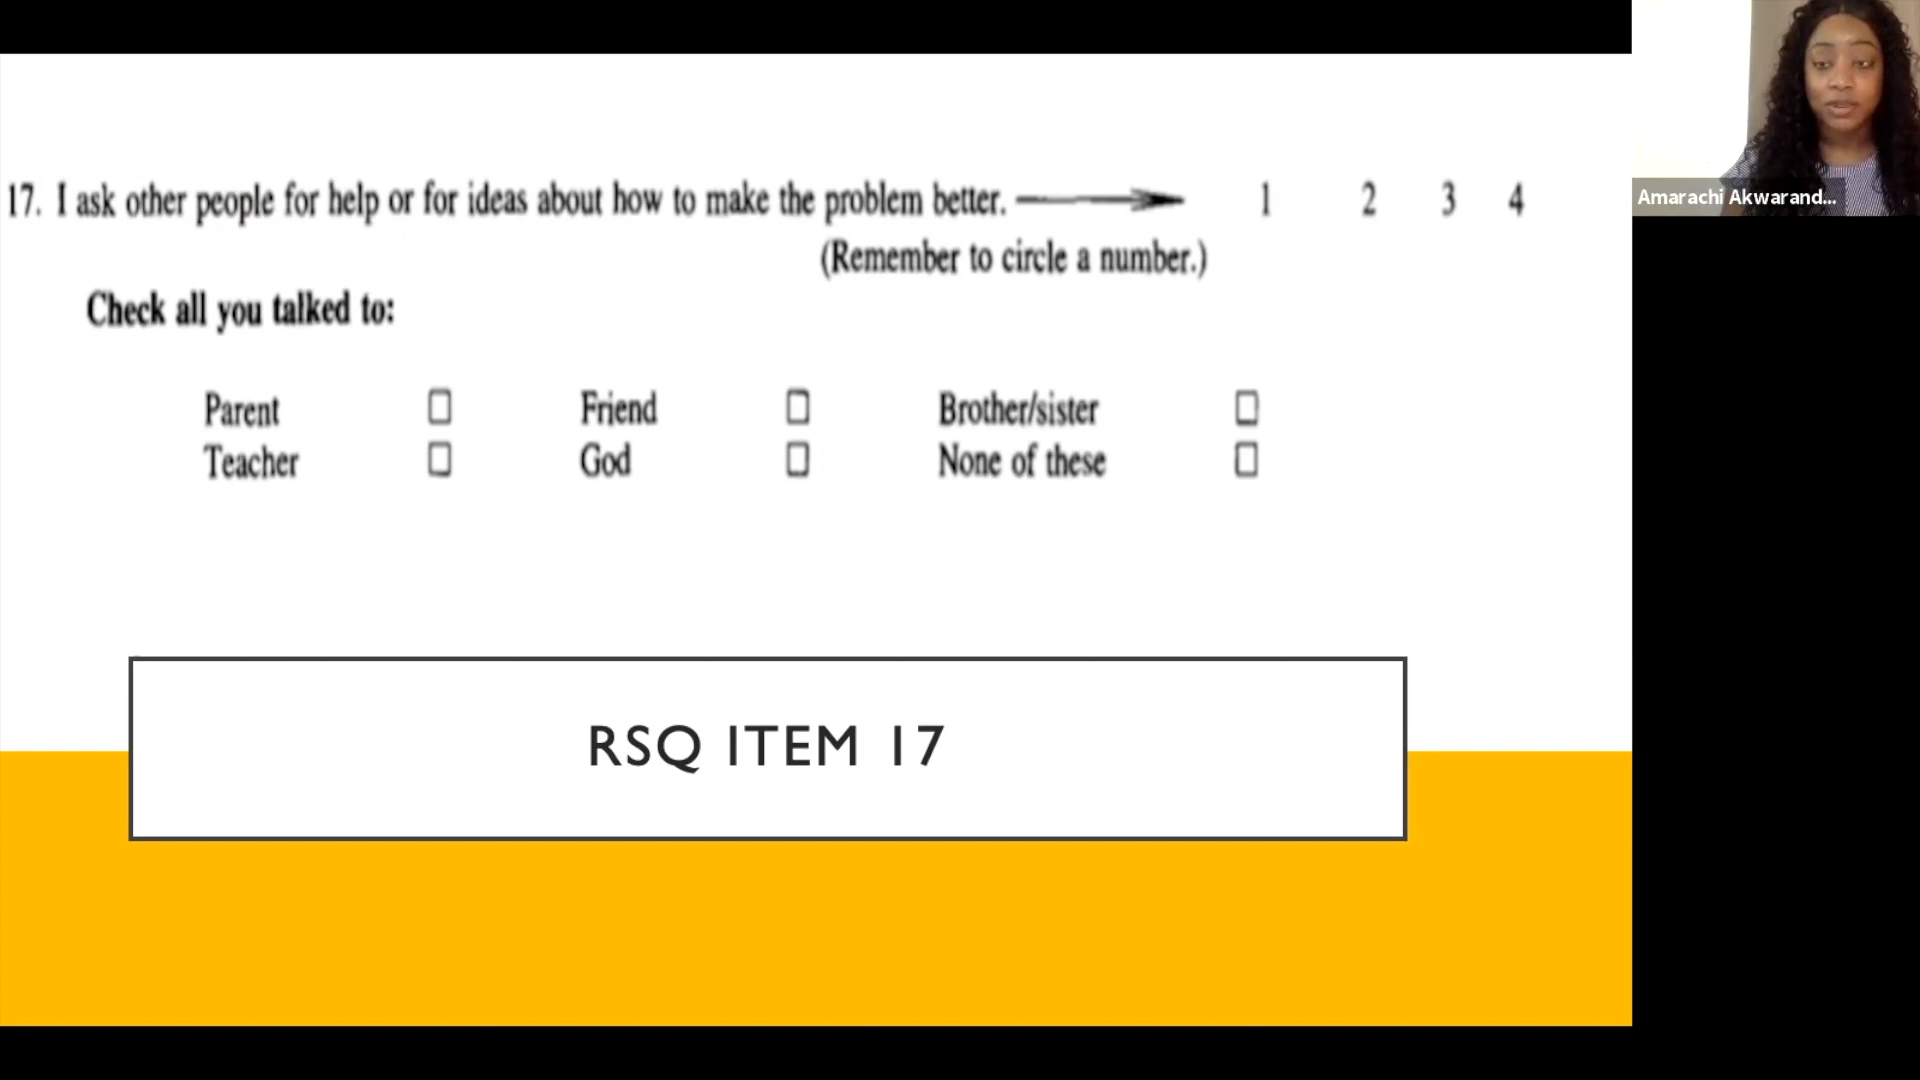 17. I ask other people for help or for ideas about how to make the problem better. 1 2 3 4
(Remember to circle a number.)
Check all you talked to:
Parent Friend Brother/sister
Teacher God None of these
RSQ ITEM 17
Amarachi Akwarand...